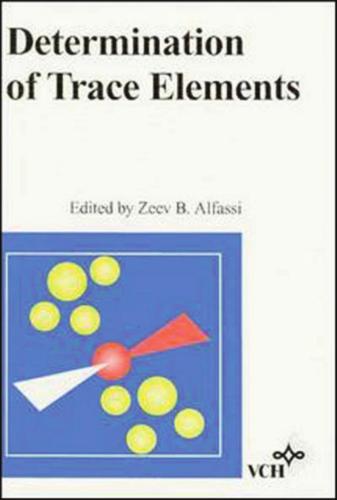 Determination
of Trace Elements
Edited by Zeev B. Alfassi
VCH